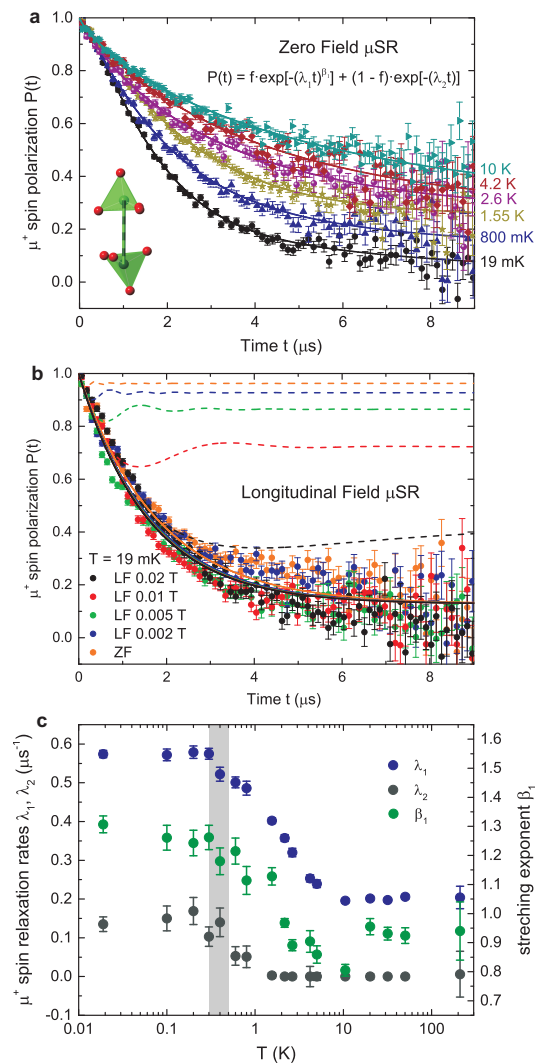 a
Zero Field μSR
P(t) = f·exp[-(λ₁t)^β₁] + (1 - f)·exp[-(λ₂t)]
μ⁺ spin polarization P(t)
1.0
0.8
0.6
0.4
0.2
0.0
10 K
4.2 K
2.6 K
1.55 K
800 mK
19 mK
0 2 4 6 8
Time t (μs)
b
Longitudinal Field μSR
μ⁺ spin polarization P(t)
1.0
0.8
0.6
0.4
0.2
0.0
T = 19 mK
LF 0.02 T
LF 0.01 T
LF 0.005 T
LF 0.002 T
ZF
0 1 2 3 4 5 6 7 8 9
Time t (μs)
c
μ⁺ spin relaxation rates λ₁, λ₂ (μs⁻¹)
0.6
0.5
0.4
0.3
0.2
0.1
0.0
-0.1
λ₁
λ₂
β₁
1.6
1.5
1.4
1.3
1.2
1.1
1.0
0.9
0.8
0.7
streching exponent β₁
0.01 0.1 1 10 100
T (K)